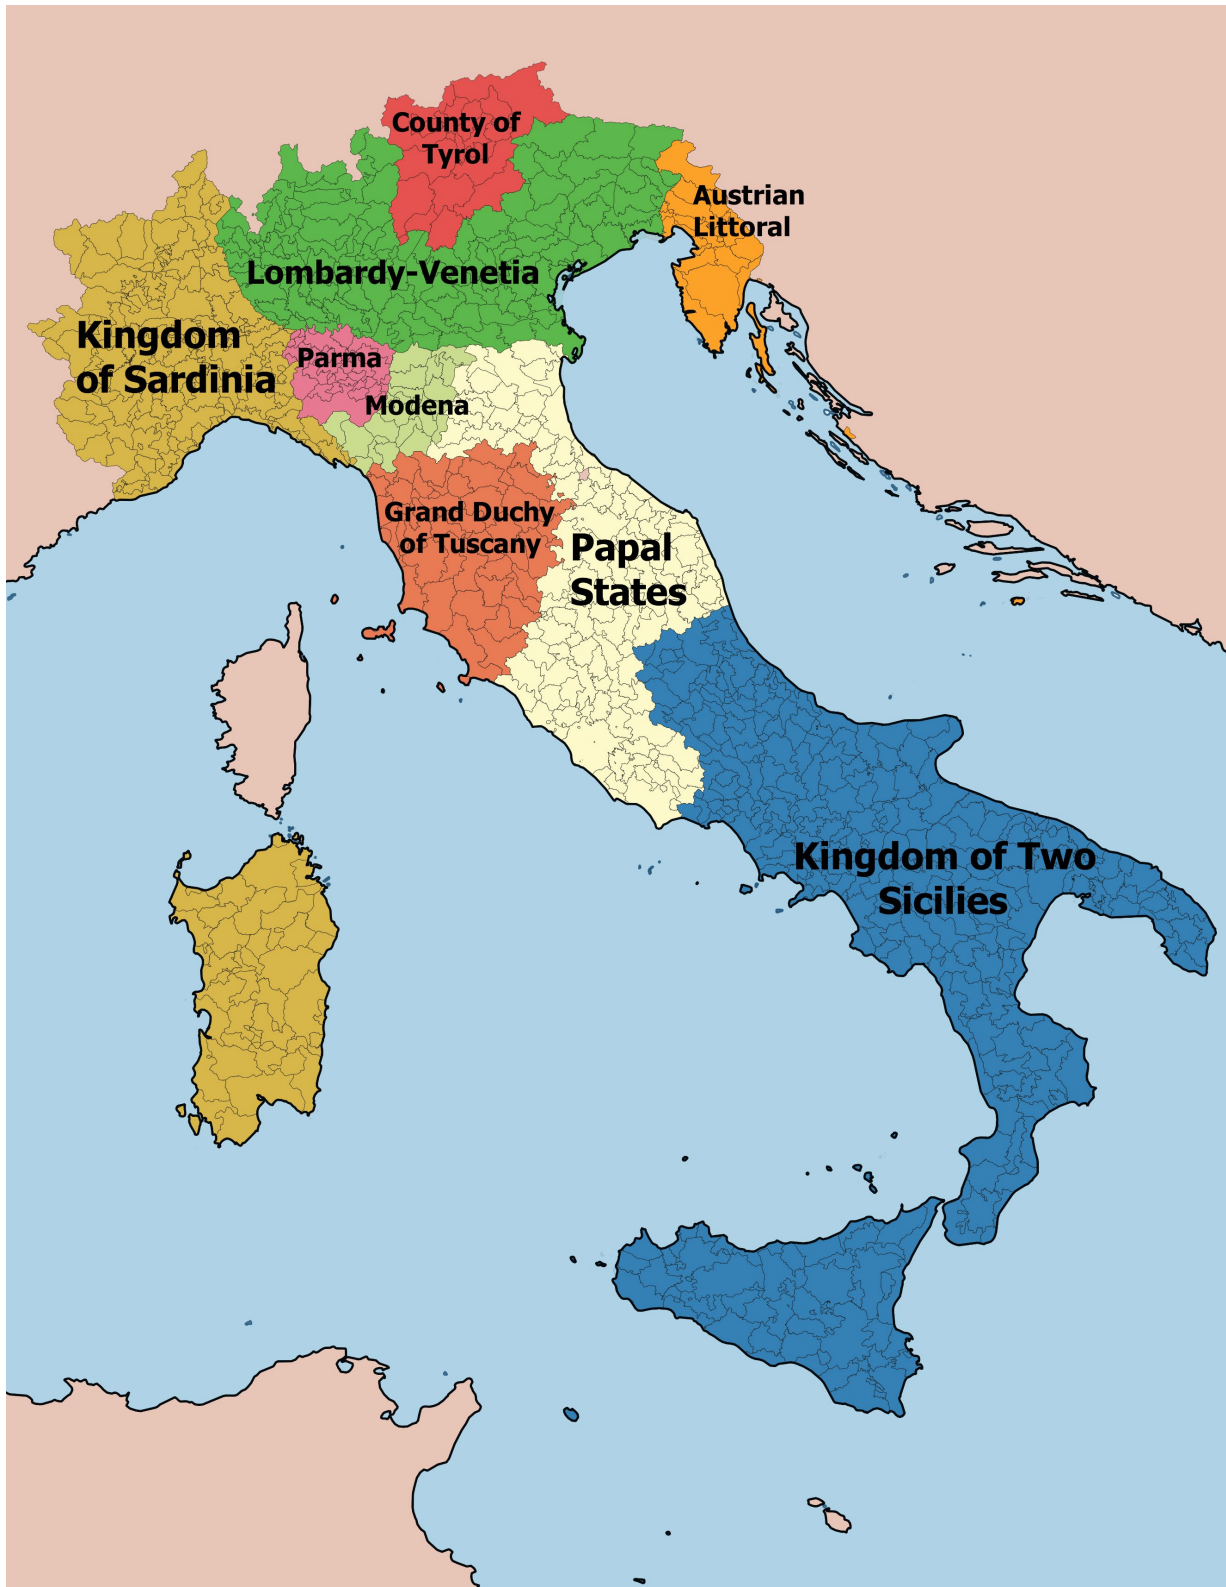 County of
Tyrol
Austrian
Littoral
Lombardy-Venetia
Kingdom
of Sardinia
Parma
Modena
Grand Duchy
of Tuscany
Papal
States
Kingdom of Two
Sicilies